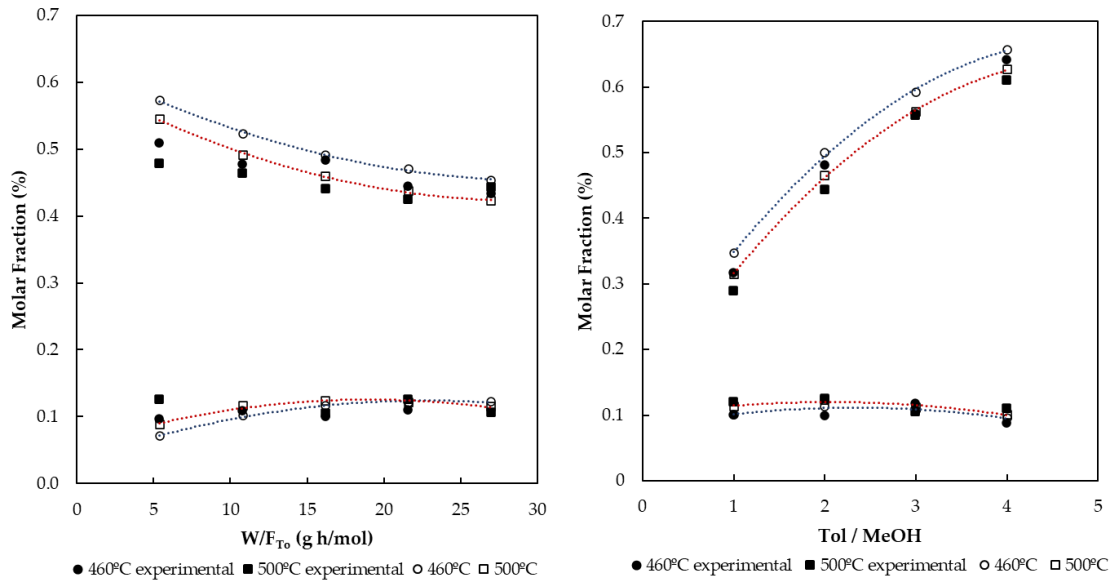 0.7
0.6
0.5
0.4
0.3
0.2
0.1
0.0
Molar Fraction (%)
0 5 10 15 20 25 30
W/F_To (g h/mol)
● 460ºC experimental ■ 500ºC experimental ○ 460ºC □ 500ºC
0.7
0.6
0.5
0.4
0.3
0.2
0.1
0
Molar Fraction (%)
0 1 2 3 4 5
Tol / MeOH
● 460ºC experimental ■ 500ºC experimental ○ 460ºC □ 500ºC